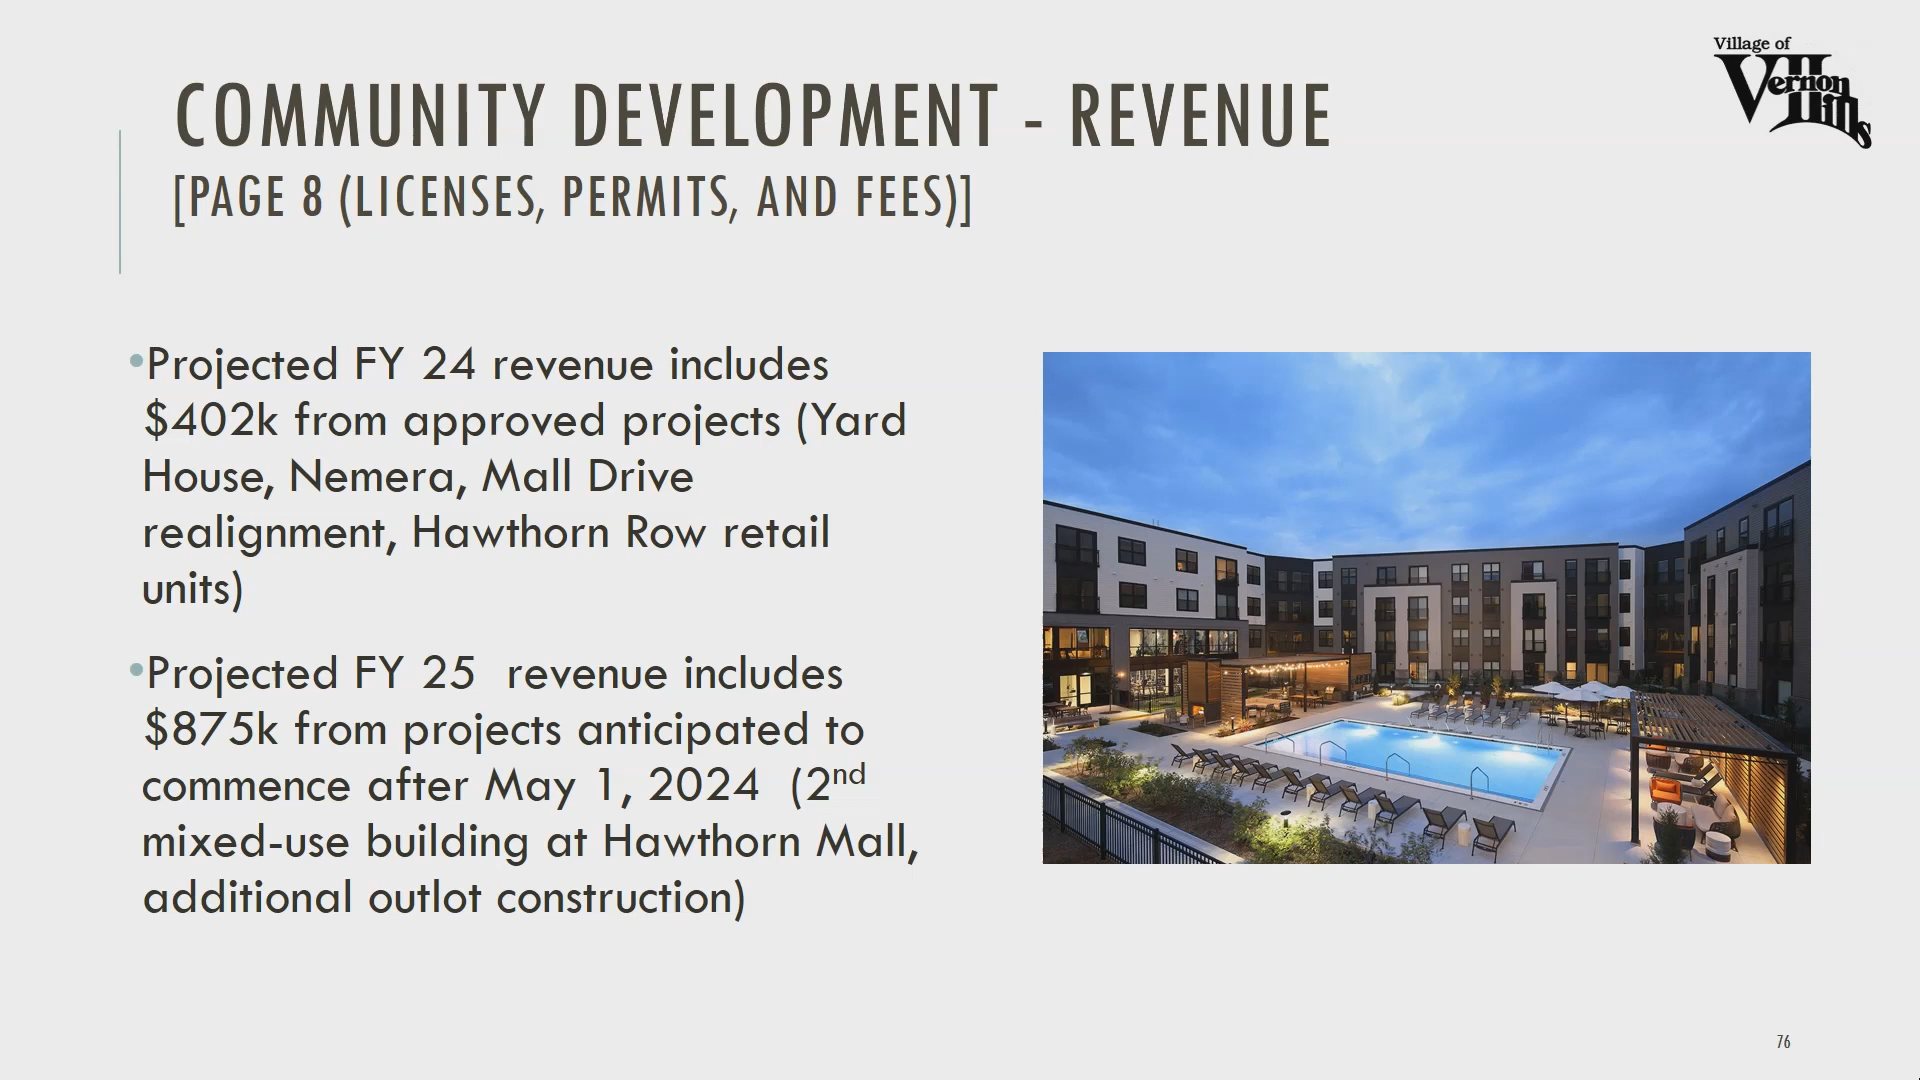 Village of
Vernon
Hills
COMMUNITY DEVELOPMENT - REVENUE
[PAGE 8 (LICENSES, PERMITS, AND FEES)]
•Projected FY 24 revenue includes
$402k from approved projects (Yard
House, Nemera, Mall Drive
realignment, Hawthorn Row retail
units)
•Projected FY 25  revenue includes
$875k from projects anticipated to
commence after May 1, 2024  (2nd
mixed-use building at Hawthorn Mall,
additional outlot construction)
76